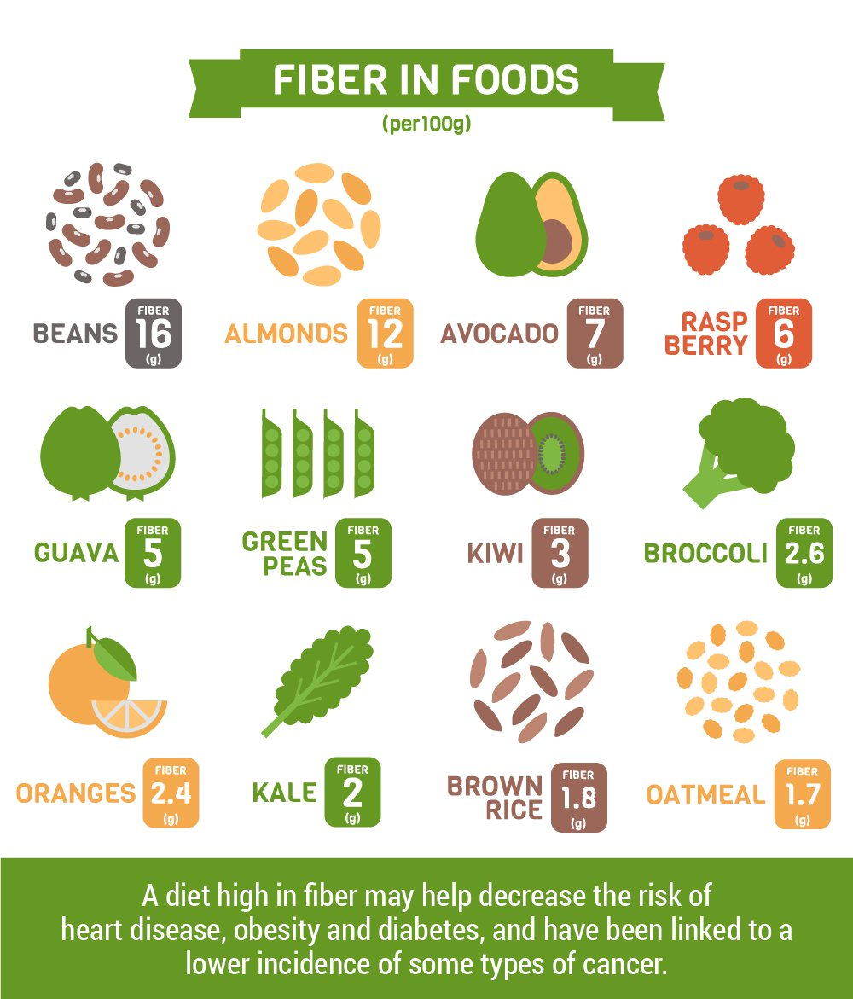 FIBER IN FOODS
(per100g)
BEANS
FIBER
16
(g)
ALMONDS
FIBER
12
(g)
AVOCADO
FIBER
7
(g)
RASP
BERRY
FIBER
6
(g)
GUAVA
FIBER
5
(g)
GREEN
PEAS
FIBER
5
(g)
KIWI
FIBER
3
(g)
BROCCOLI
FIBER
2.6
(g)
ORANGES
FIBER
2.4
(g)
KALE
FIBER
2
(g)
BROWN
RICE
FIBER
1.8
(g)
OATMEAL
FIBER
1.7
(g)
A diet high in fiber may help decrease the risk of
heart disease, obesity and diabetes, and have been linked to a
lower incidence of some types of cancer.